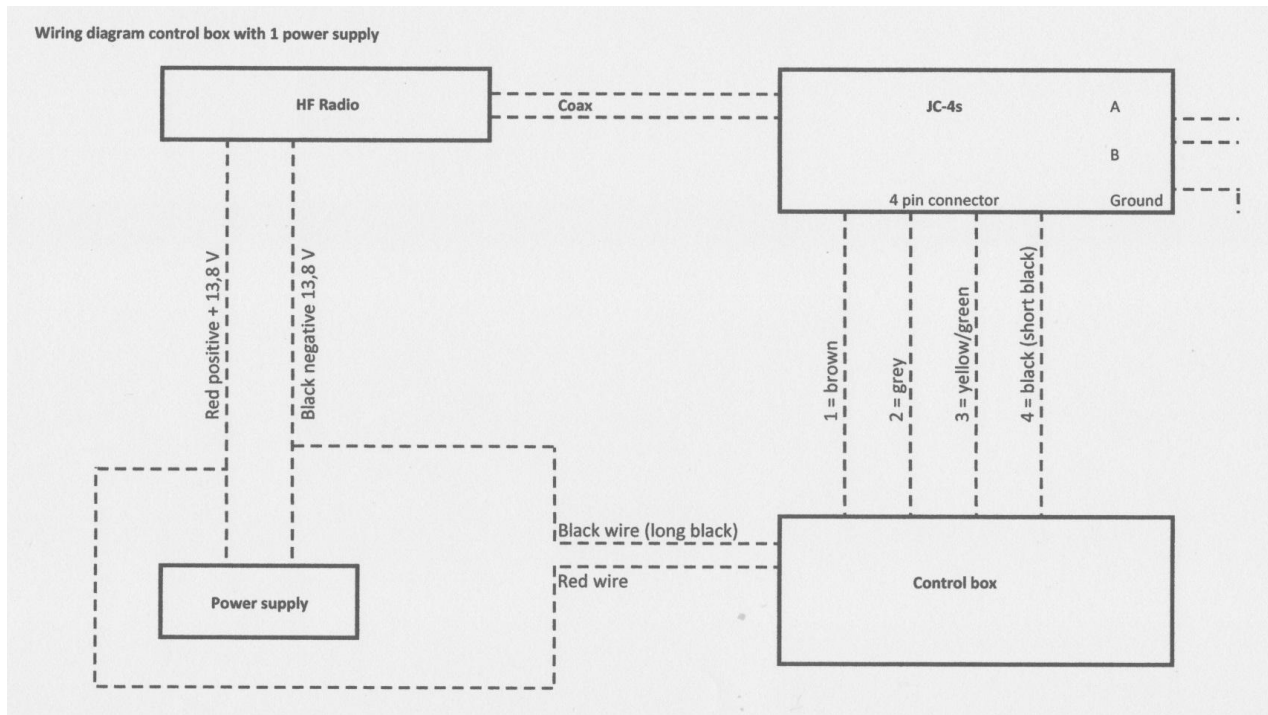 Wiring diagram control box with 1 power supply
HF Radio
Coax
JC-4s
A
B
4 pin connector
Ground
Red positive + 13,8 V
Black negative 13,8 V
1 = brown
2 = grey
3 = yellow/green
4 = black (short black)
Black wire (long black)
Red wire
Control box
Power supply